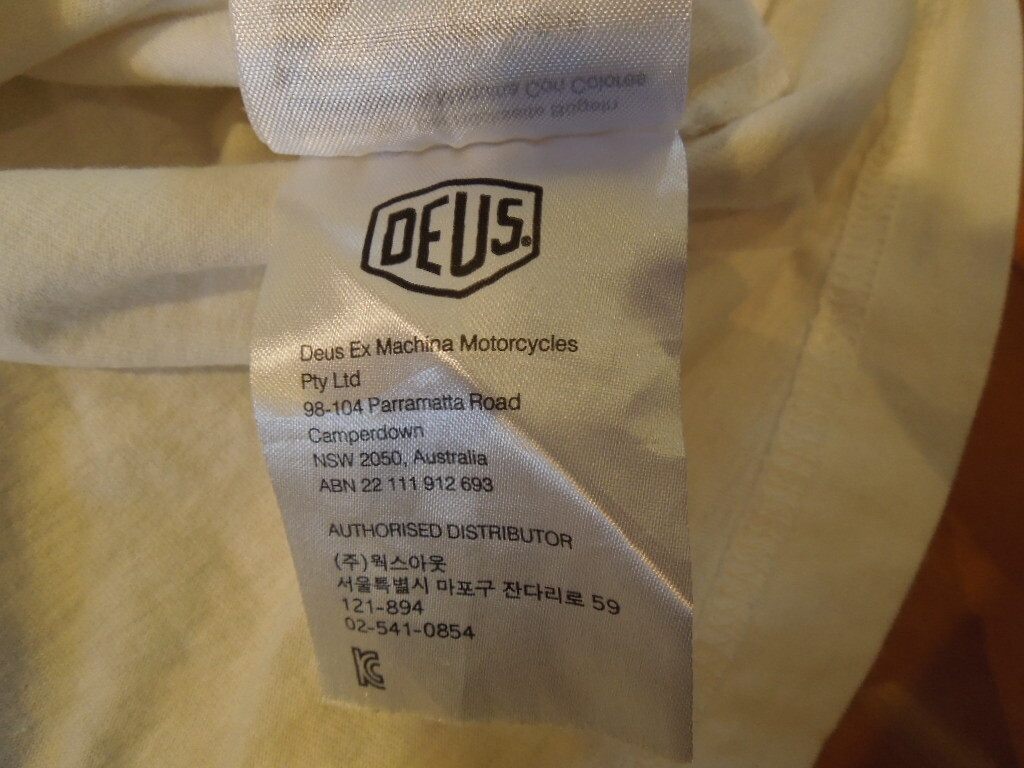 Con Colores
DEUS®
Deus Ex Machina Motorcycles
Pty Ltd
98-104 Parramatta Road
Camperdown
NSW 2050, Australia
ABN 22 111 912 693
AUTHORISED DISTRIBUTOR
(주)웍스아웃
서울특별시 마포구 잔다리로 59
121-894
02-541-0854
KC